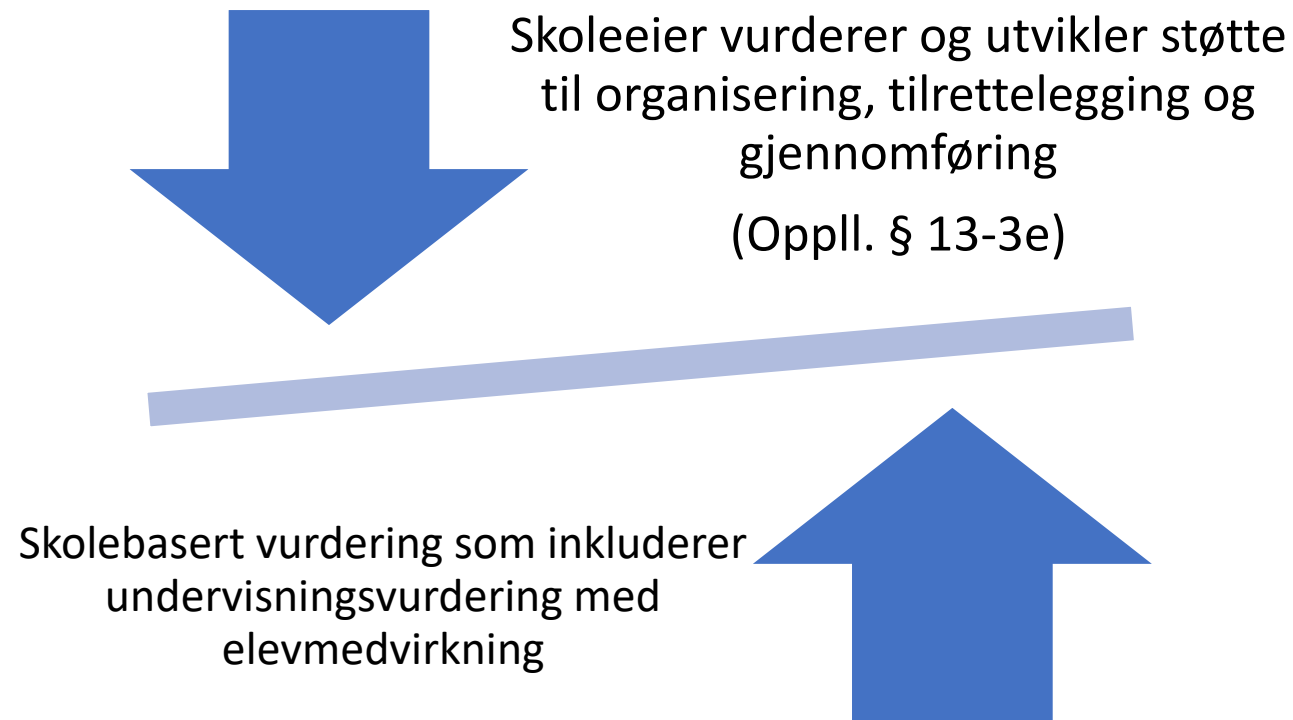 Skoleeier vurderer og utvikler støtte
til organisering, tilrettelegging og
gjennomføring
(Oppll. § 13-3e)
Skolebasert vurdering som inkluderer
undervisningsvurdering med
elevmedvirkning